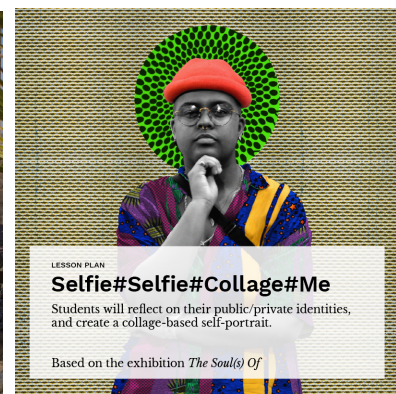 LESSON PLAN
Selfie#Selfie#Collage#Me
Students will reflect on their public/private identities,
and create a collage-based self-portrait.
Based on the exhibition The Soul(s) Of